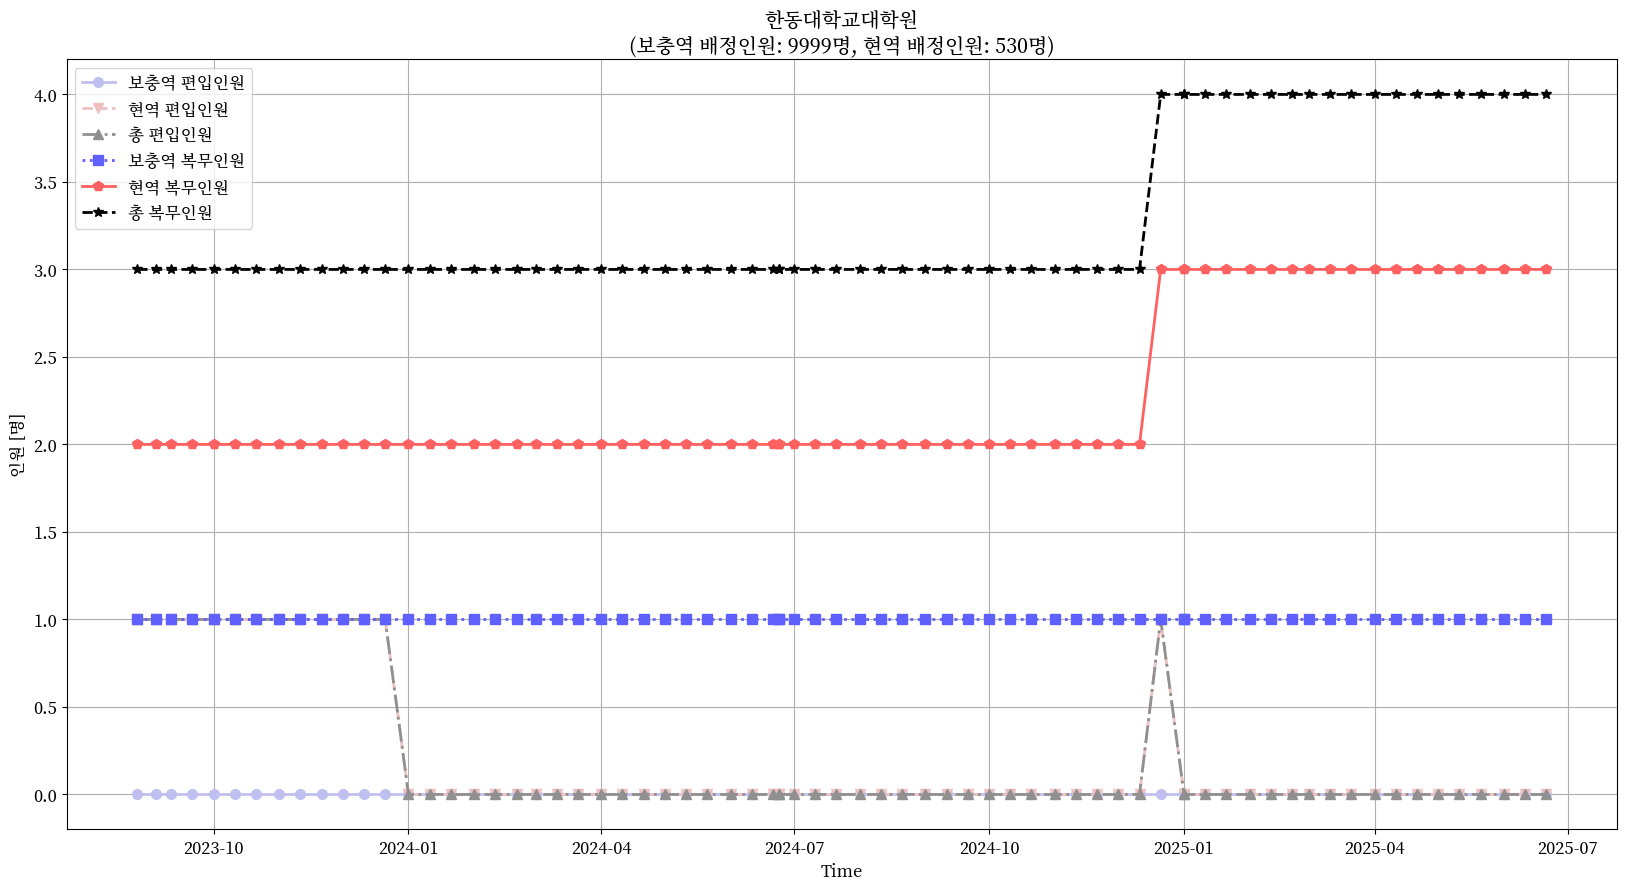 한동대학교대학원
(보충역 배정인원: 9999명, 현역 배정인원: 530명)
보충역 편입인원
현역 편입인원
총 편입인원
보충역 복무인원
현역 복무인원
총 복무인원
인원 [명]
4.0
3.5
3.0
2.5
2.0
1.5
1.0
0.5
0.0
2023-10
2024-01
2024-04
2024-07
2024-10
2025-01
2025-04
2025-07
Time